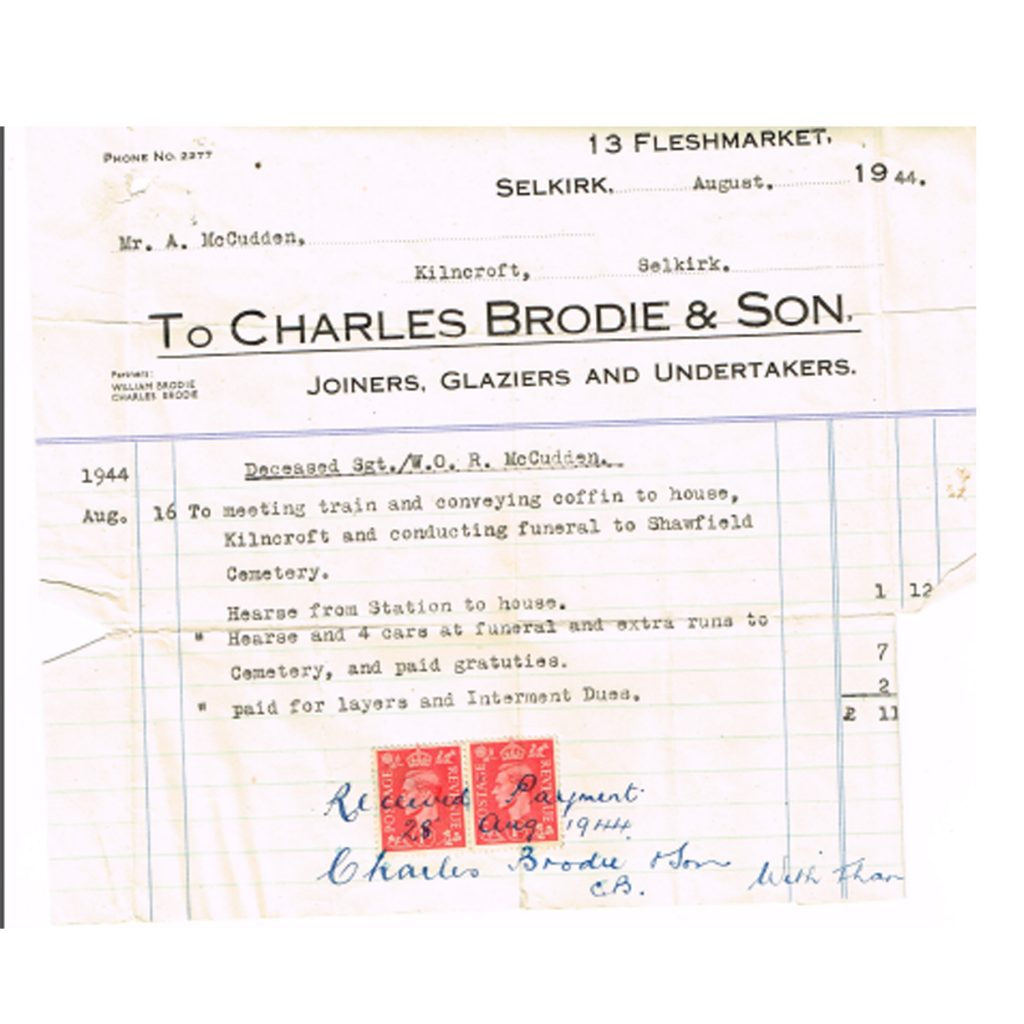 PHONE NO. 2277
13 FLESHMARKET,
SELKIRK, August, 1944.
Mr. A. McCudden,
Kilncroft, Selkirk.
TO CHARLES BRODIE & SON,
Partners:
WILLIAM BRODIE
CHARLES BRODIE
JOINERS, GLAZIERS AND UNDERTAKERS.
1944 Deceased Sgt./W.O. R. McCudden.
Aug. 16 To meeting train and conveying coffin to house,
Kilncroft and conducting funeral to Shawfield
Cemetery.
Hearse from Station to house. 1 12
" Hearse and 4 cars at funeral and extra runs to
Cemetery, and paid gratuties. 7
" paid for layers and Interment Dues. 2
£ 11
POSTAGE REVENUE POSTAGE REVENUE
Received Payment
28 Aug 1944
Charles Brodie & Son
C.B.
With Than